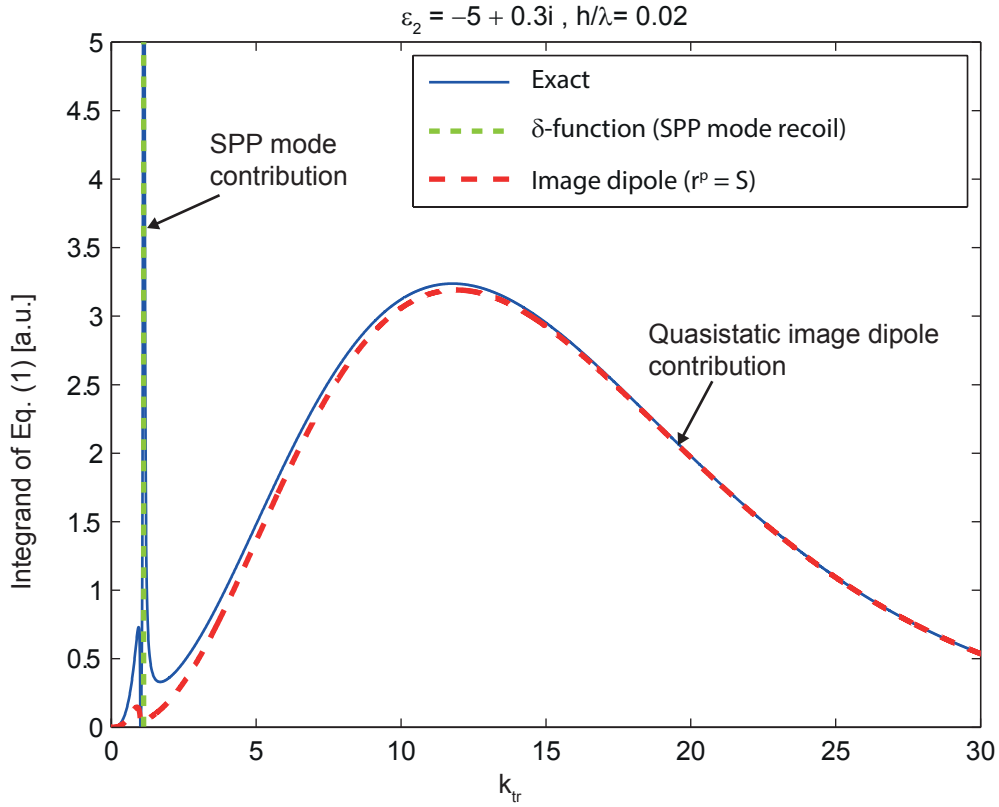 ε₂ = −5 + 0.3i , h/λ= 0.02
5
4.5
4
3.5
3
2.5
2
1.5
1
0.5
0
Integrand of Eq. (1) [a.u.]
Exact
δ-function (SPP mode recoil)
Image dipole (rᵖ = S)
SPP mode
contribution
Quasistatic image dipole
contribution
0 5 10 15 20 25 30
k_tr